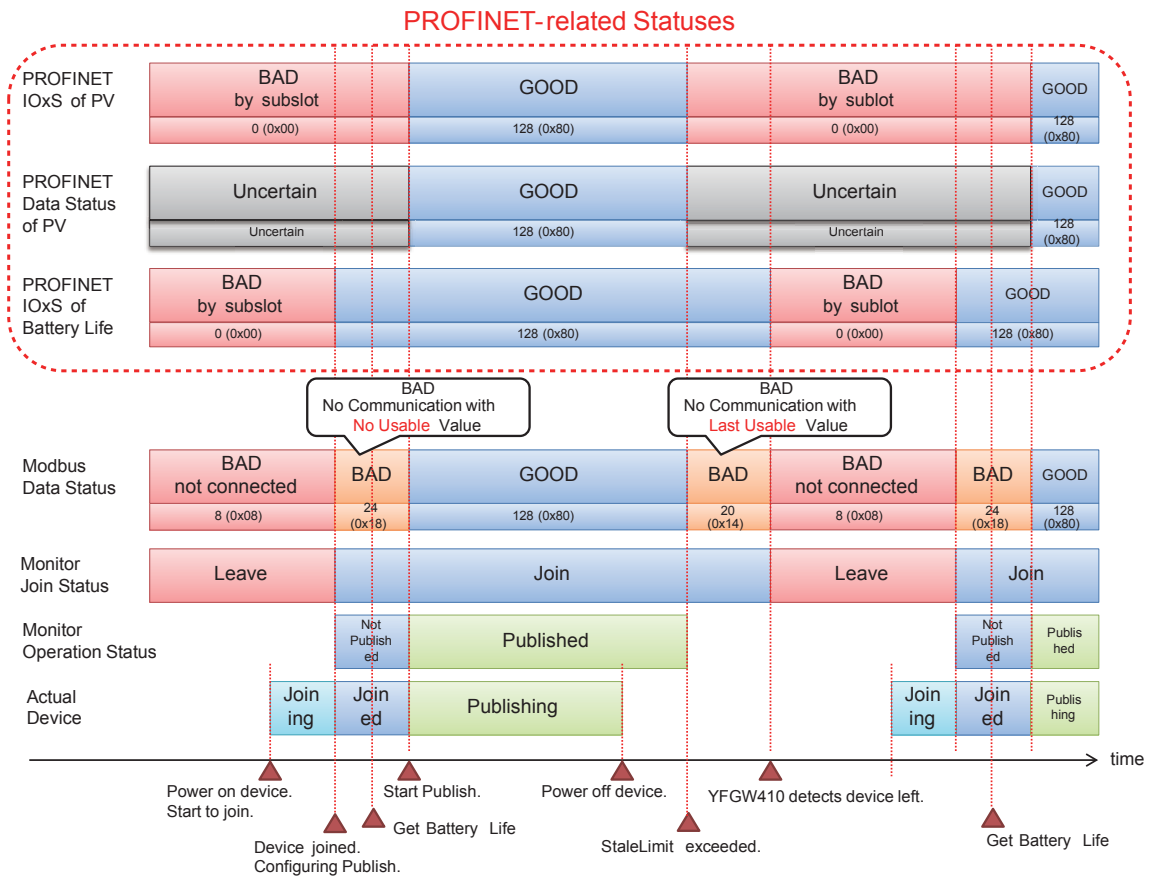 PROFINET-related Statuses
PROFINET
IOxS of PV
BAD
by subslot
0 (0x00)
GOOD
128 (0x80)
BAD
by sublot
0 (0x00)
GOOD
128
(0x80)
PROFINET
Data Status
of PV
Uncertain
Uncertain
GOOD
128 (0x80)
Uncertain
Uncertain
GOOD
128
(0x80)
PROFINET
IOxS of
Battery Life
BAD
by subslot
0 (0x00)
GOOD
128 (0x80)
BAD
by sublot
0 (0x00)
GOOD
128 (0x80)
BAD
No Communication with
No Usable Value
BAD
No Communication with
Last Usable Value
Modbus
Data Status
BAD
not connected
8 (0x08)
BAD
24
(0x18)
GOOD
128 (0x80)
BAD
20
(0x14)
BAD
not connected
8 (0x08)
BAD
24
(0x18)
GOOD
128
(0x80)
Monitor
Join Status
Leave
Join
Leave
Join
Monitor
Operation Status
Not
Publish
ed
Published
Not
Publish
ed
Publis
hed
Actual
Device
Join
ing
Join
ed
Publishing
Join
ing
Join
ed
Publis
hing
time
Power on device.
Start to join.
Start Publish.
Power off device.
YFGW410 detects device left.
Device joined.
Configuring Publish.
Get Battery Life
StaleLimit exceeded.
Get Battery Life